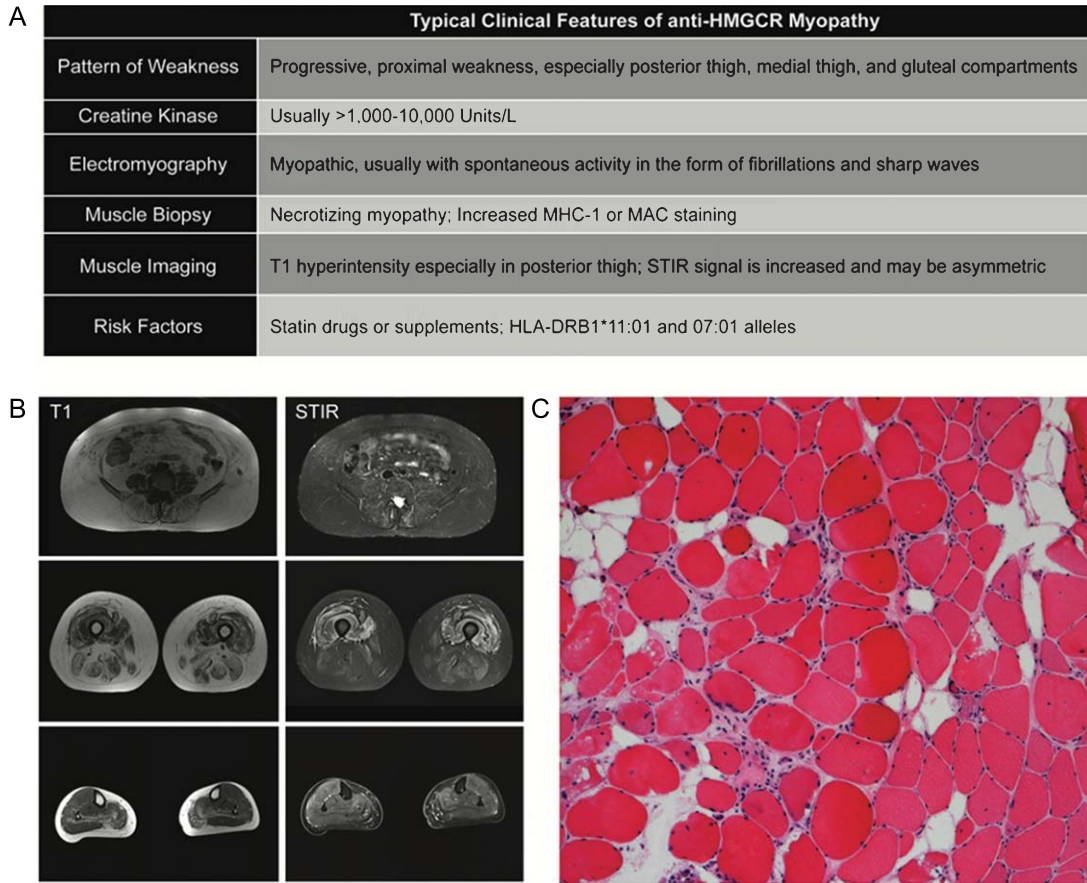 A
Typical Clinical Features of anti-HMGCR Myopathy
Pattern of Weakness
Progressive, proximal weakness, especially posterior thigh, medial thigh, and gluteal compartments
Creatine Kinase
Usually >1,000-10,000 Units/L
Electromyography
Myopathic, usually with spontaneous activity in the form of fibrillations and sharp waves
Muscle Biopsy
Necrotizing myopathy; Increased MHC-1 or MAC staining
Muscle Imaging
T1 hyperintensity especially in posterior thigh; STIR signal is increased and may be asymmetric
Risk Factors
Statin drugs or supplements; HLA-DRB1*11:01 and 07:01 alleles
B
T1
STIR
C